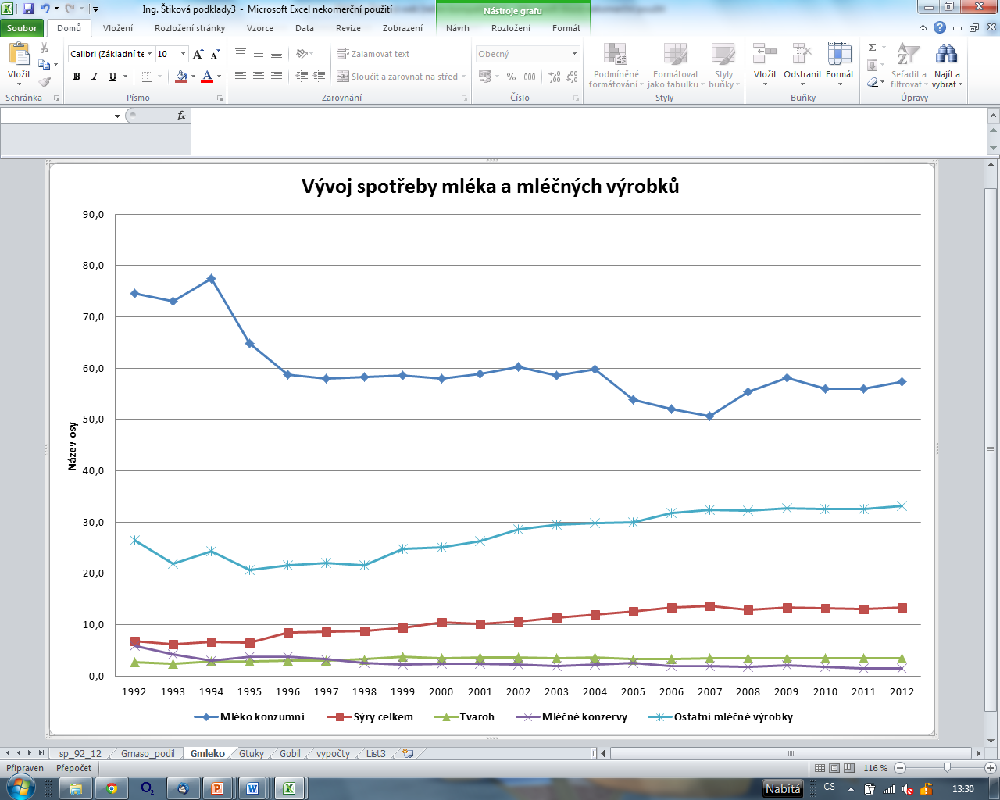 Ing. Štiková podklady3 - Microsoft Excel nekomerční použití
Nástroje grafu
Soubor Domů Vložení Rozložení stránky Vzorce Data Revize Zobrazení Návrh Rozložení Formát
Calibri (Základní te 10
Zalamovat text
Obecný
Vložit
B I U
Sloučit a zarovnat na střed
% 000
Podmíněné formátování
Formátovat jako tabulku
Styly buňky
Vložit
Odstranit
Formát
Σ
Seřadit a filtrovat
Najít a vybrat
Schránka Písmo Zarovnání Číslo Styly Buňky Úpravy
fx
Vývoj spotřeby mléka a mléčných výrobků
90,0
80,0
70,0
60,0
50,0
40,0
30,0
20,0
10,0
0,0
Název osy
1992 1993 1994 1995 1996 1997 1998 1999 2000 2001 2002 2003 2004 2005 2006 2007 2008 2009 2010 2011 2012
Mléko konzumní Sýry celkem Tvaroh Mléčné konzervy Ostatní mléčné výrobky
sp_92_12 Gmaso_podil Gmleko Gtuky Gobil vypočty List3
Připraven Přepočet 116 %
O2
Nabitá CS 13:30